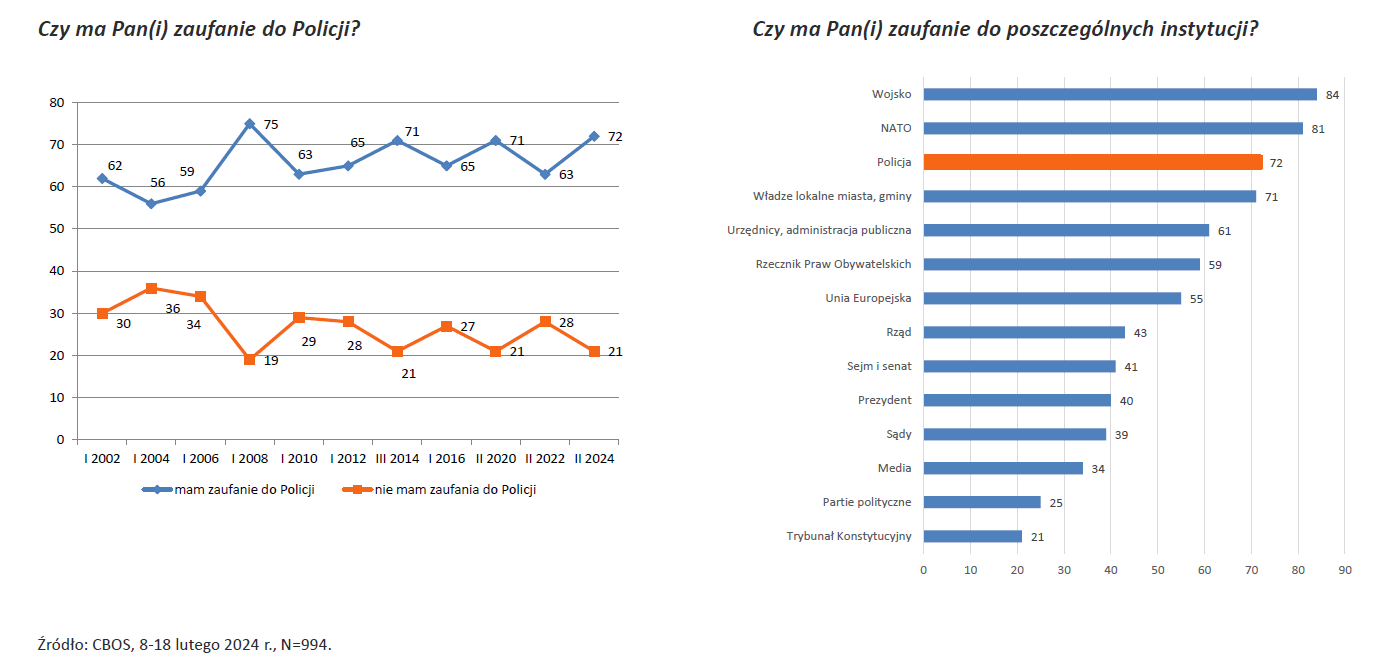 Czy ma Pan(i) zaufanie do Policji?
80
70
60
50
40
30
20
10
0
62
56
59
75
63
65
71
65
71
63
72
30
36
34
19
29
28
21
27
21
28
21
I 2002
I 2004
I 2006
I 2008
I 2010
I 2012
III 2014
I 2016
II 2020
II 2022
II 2024
mam zaufanie do Policji
nie mam zaufania do Policji
Czy ma Pan(i) zaufanie do poszczególnych instytucji?
Wojsko 84
NATO 81
Policja 72
Władze lokalne miasta, gminy 71
Urzędnicy, administracja publiczna 61
Rzecznik Praw Obywatelskich 59
Unia Europejska 55
Rząd 43
Sejm i senat 41
Prezydent 40
Sądy 39
Media 34
Partie polityczne 25
Trybunał Konstytucyjny 21
0 10 20 30 40 50 60 70 80 90
Źródło: CBOS, 8-18 lutego 2024 r., N=994.